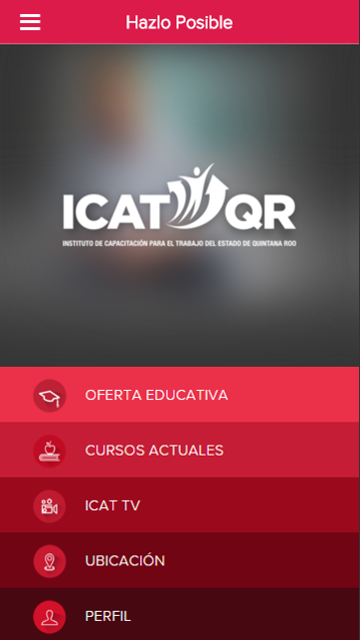 Hazlo Posible
ICAT QR
INSTITUTO DE CAPACITACIÓN PARA EL TRABAJO DEL ESTADO DE QUINTANA ROO
OFERTA EDUCATIVA
CURSOS ACTUALES
ICAT TV
UBICACIÓN
PERFIL